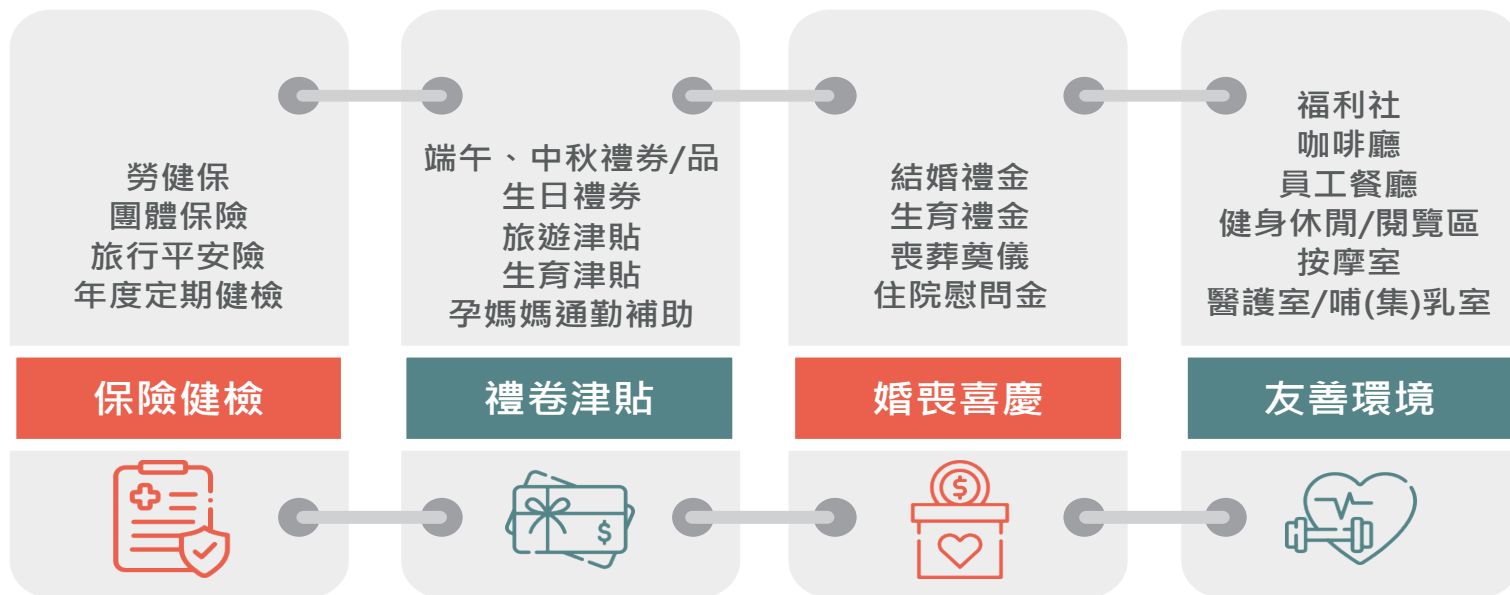 勞健保
團體保險
旅行平安險
年度定期健檢
保險健檢
端午、中秋禮券/品
生日禮券
旅遊津貼
生育津貼
孕媽媽通勤補助
$
禮卷津貼
結婚禮金
生育禮金
喪葬奠儀
住院慰問金
婚喪喜慶
$
福利社
咖啡廳
員工餐廳
健身休閒/閱覽區
按摩室
醫護室/哺(集)乳室
友善環境